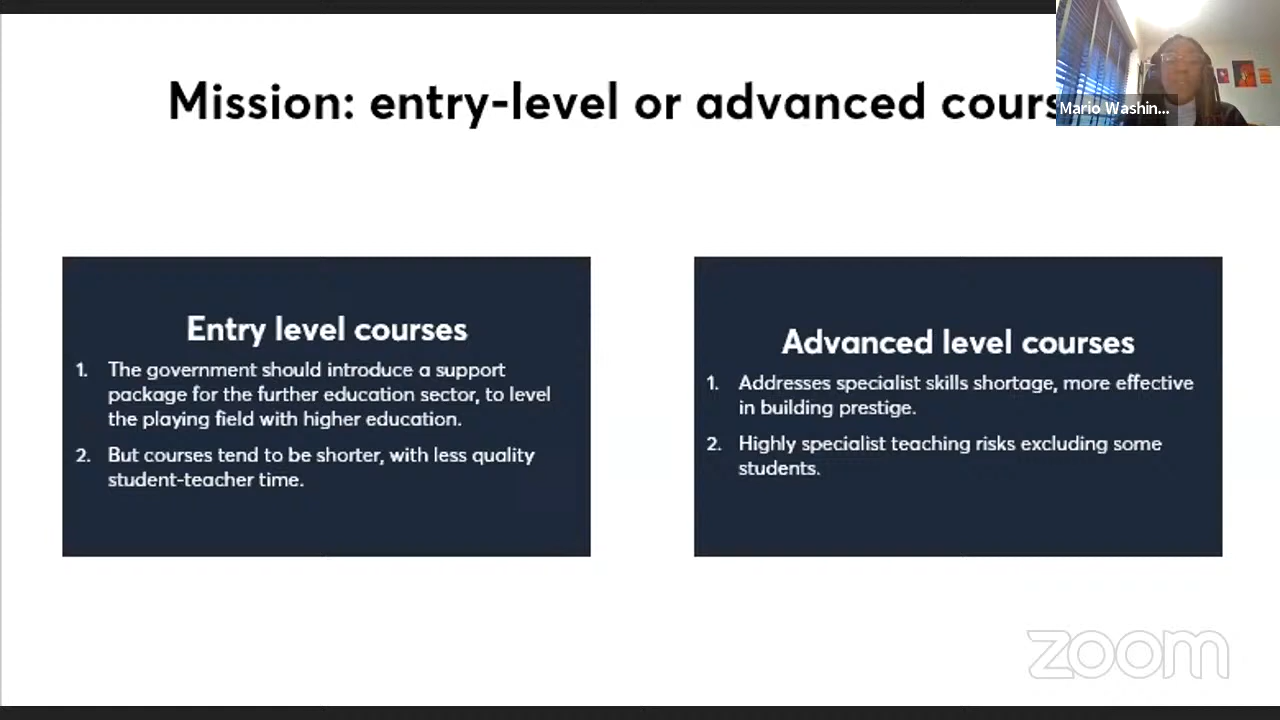 Mission: entry-level or advanced cours
Mario Washin...
Entry level courses
1. The government should introduce a support
package for the further education sector, to level
the playing field with higher education.
2. But courses tend to be shorter, with less quality
student-teacher time.
Advanced level courses
1. Addresses specialist skills shortage, more effective
in building prestige.
2. Highly specialist teaching risks excluding some
students.
zoom